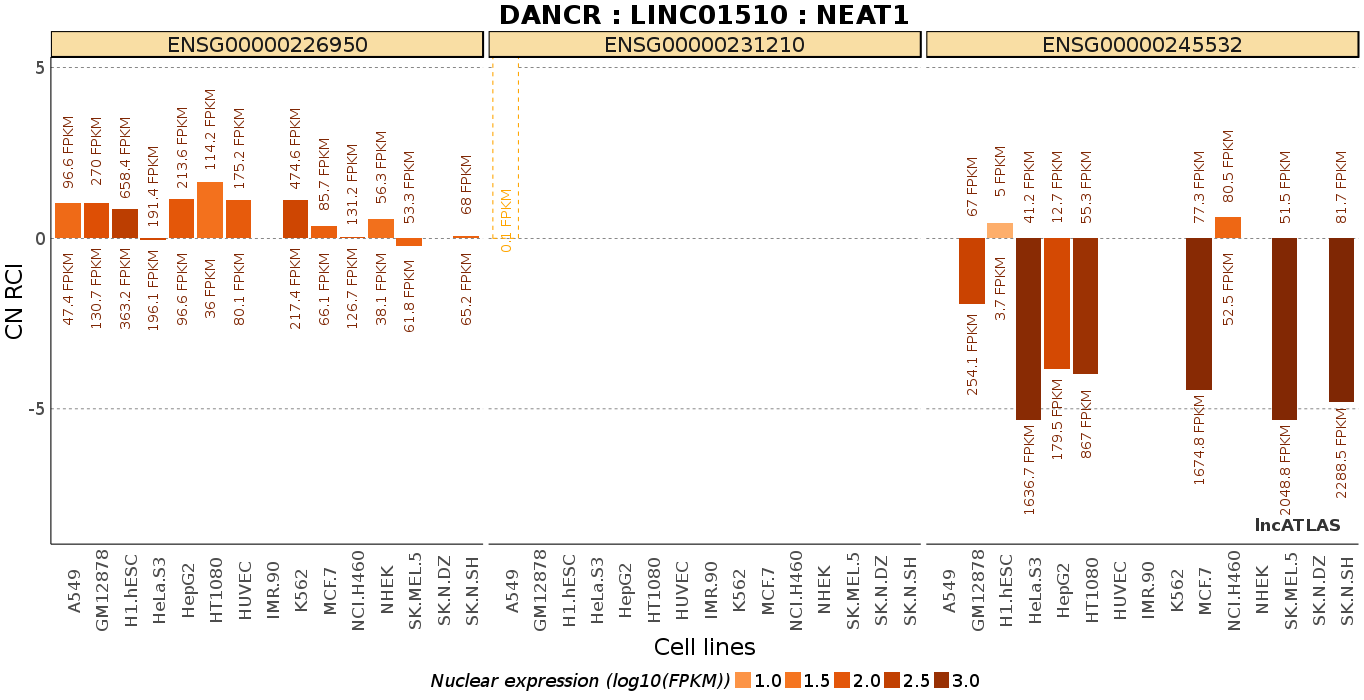 DANCR : LINC01510 : NEAT1
ENSG00000226950
ENSG00000231210
ENSG00000245532
CN RCI
5
0
-5
96.6 FPKM
270 FPKM
658.4 FPKM
191.4 FPKM
213.6 FPKM
114.2 FPKM
175.2 FPKM
474.6 FPKM
85.7 FPKM
131.2 FPKM
56.3 FPKM
53.3 FPKM
68 FPKM
47.4 FPKM
130.7 FPKM
363.2 FPKM
196.1 FPKM
96.6 FPKM
36 FPKM
80.1 FPKM
217.4 FPKM
66.1 FPKM
126.7 FPKM
38.1 FPKM
61.8 FPKM
65.2 FPKM
0.1 FPKM
67 FPKM
5 FPKM
41.2 FPKM
12.7 FPKM
55.3 FPKM
77.3 FPKM
80.5 FPKM
51.5 FPKM
81.7 FPKM
254.1 FPKM
3.7 FPKM
1636.7 FPKM
179.5 FPKM
867 FPKM
1674.8 FPKM
52.5 FPKM
2048.8 FPKM
2288.5 FPKM
lncATLAS
A549
GM12878
H1.hESC
HeLa.S3
HepG2
HT1080
HUVEC
IMR.90
K562
MCF.7
NCI.H460
NHEK
SK.MEL.5
SK.N.DZ
SK.N.SH
A549
GM12878
H1.hESC
HeLa.S3
HepG2
HT1080
HUVEC
IMR.90
K562
MCF.7
NCI.H460
NHEK
SK.MEL.5
SK.N.DZ
SK.N.SH
A549
GM12878
H1.hESC
HeLa.S3
HepG2
HT1080
HUVEC
IMR.90
K562
MCF.7
NCI.H460
NHEK
SK.MEL.5
SK.N.DZ
SK.N.SH
Cell lines
Nuclear expression (log10(FPKM)) 1.0 1.5 2.0 2.5 3.0